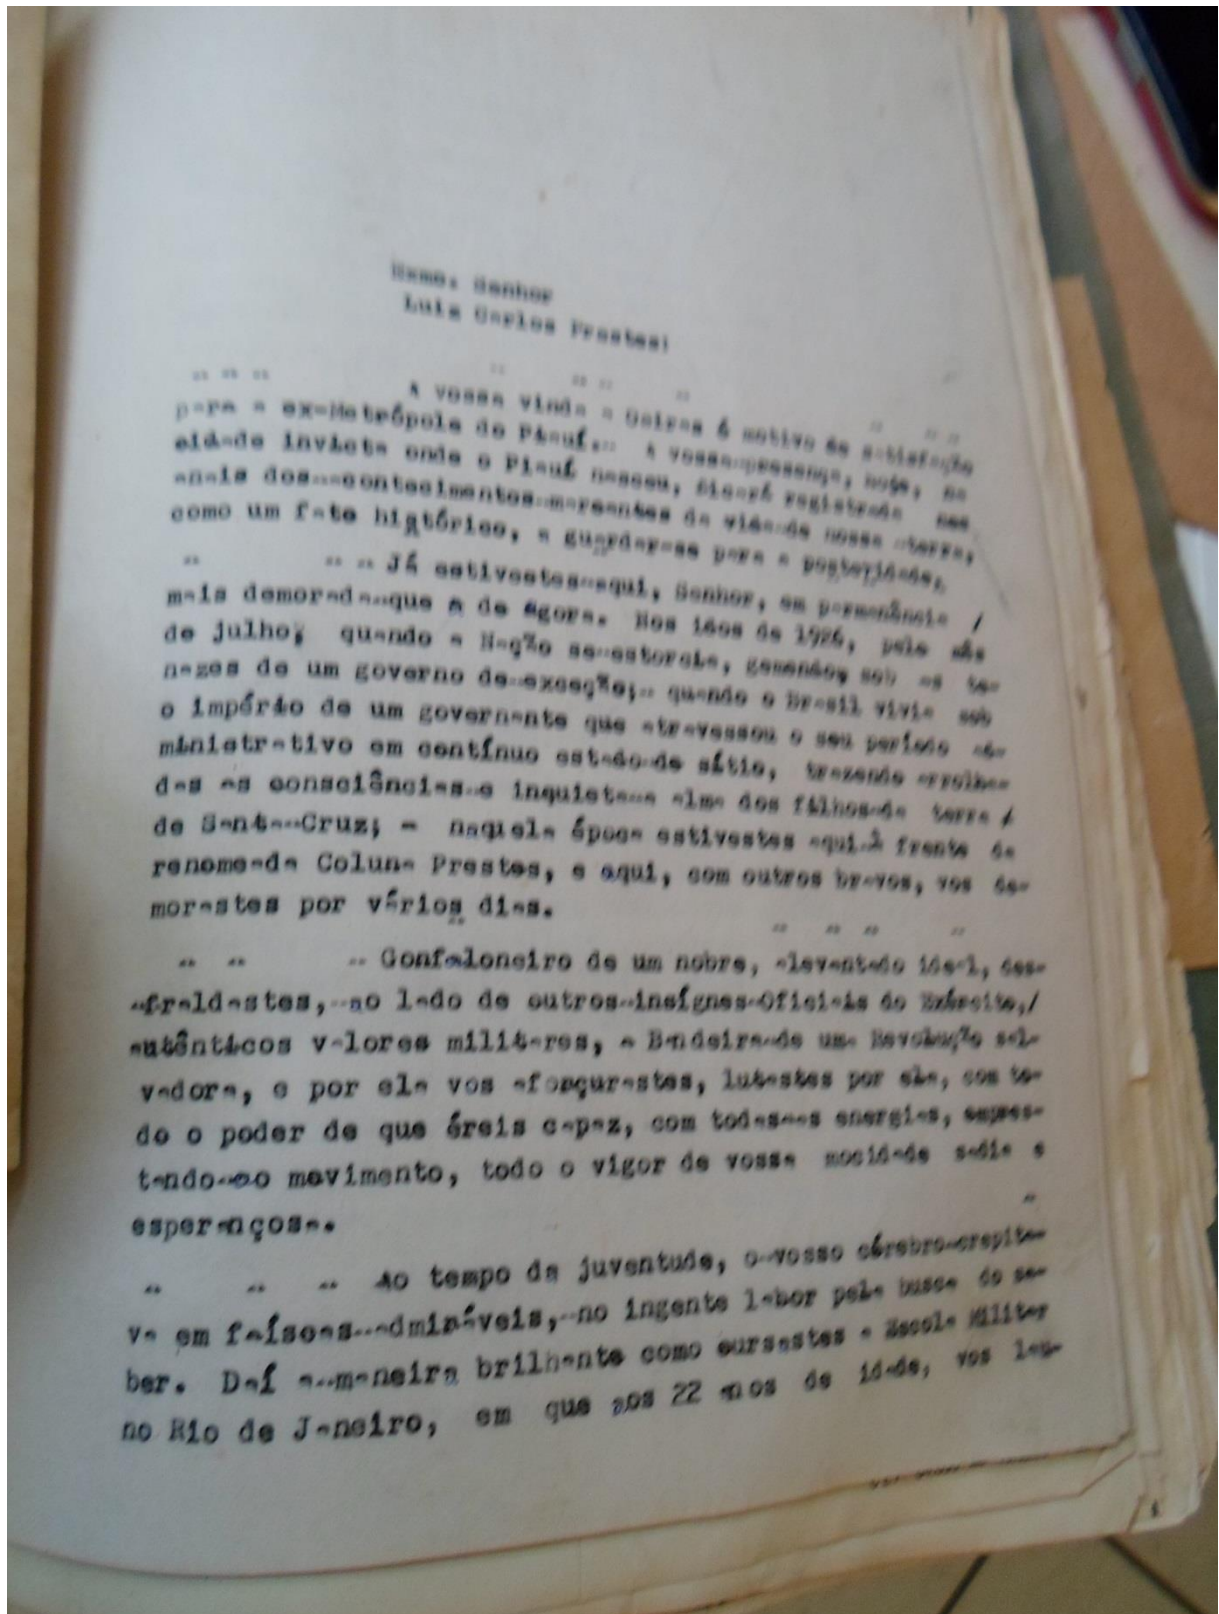 Exmo. Senhor
Luiz Carlos Prestes:
A vossa vinda a Oeiras é motivo de satisfação
para a ex-Metrópole do Piauí. A vossa presença, hoje, na
cidade invicta onde o Piauí nasceu, ficará registrada nos
anais dos acontecimentos marcantes da vida de nossa terra,
como um fato histórico, a guardar-se para a posteridade.
Já estivestes aqui, Senhor, em permanência /
mais demorada que a de agora. Nos idos de 1926, pelo mês
de julho, quando a Nação se estorcia, gemendo, sob as te-
nazes de um governo de exceção; quando o Brasil vivia sob
o império de um governante que atravessou o seu período ad-
ministrativo em contínuo estado de sítio, trazendo arrolha-
das as consciências e inquieta a alma dos filhos da terra /
de Santa Cruz; - naquela época estivestes aqui à frente da
renomada Coluna Prestes, e aqui, com outros bravos, vos de-
morastes por vários dias.
Gonfaloneiro de um nobre, alevantado ideal, des-
fraldastes, ao lado de outros insígnes Oficiais do Exército,/
autênticos valores militares, a Bandeira de uma Revolução sal-
vadora, e por ela vos afonçurastes, lutastes por ela, com to-
do o poder de que éreis capaz, com todas as energias, empres-
tando ao movimento, todo o vigor de vossa mocidade sadia e
esperançosa.
Ao tempo da juventude, o vosso cérebro crepita-
va em faíscas admiráveis, no ingente labor pela busca do sa-
ber. Daí a maneira brilhante como cursastes a Escola Militar
no Rio de Janeiro, em que aos 22 anos de idade, vos lau-